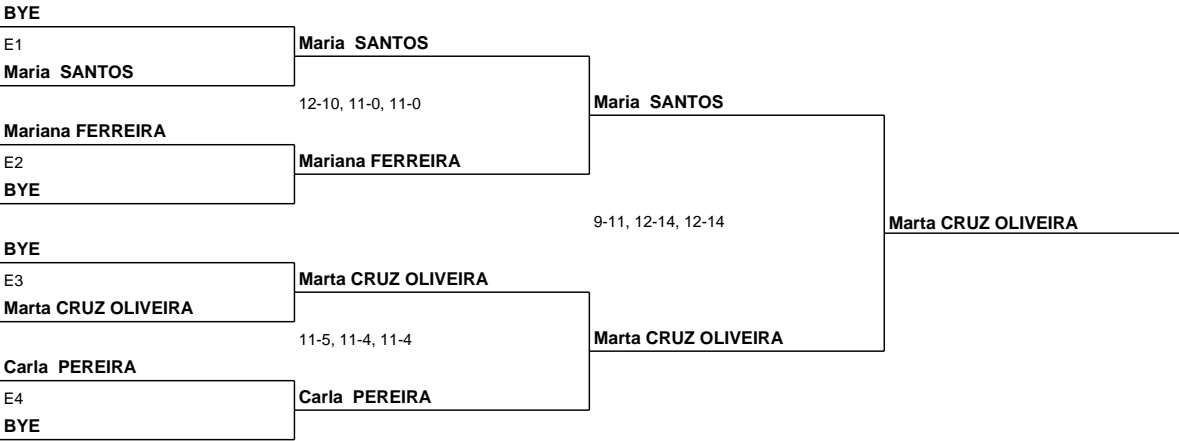 BYE
E1
Maria SANTOS
Maria SANTOS
12-10, 11-0, 11-0
Maria SANTOS
Mariana FERREIRA
E2
Mariana FERREIRA
BYE
9-11, 12-14, 12-14
Marta CRUZ OLIVEIRA
BYE
E3
Marta CRUZ OLIVEIRA
Marta CRUZ OLIVEIRA
11-5, 11-4, 11-4
Marta CRUZ OLIVEIRA
Carla PEREIRA
E4
Carla PEREIRA
BYE